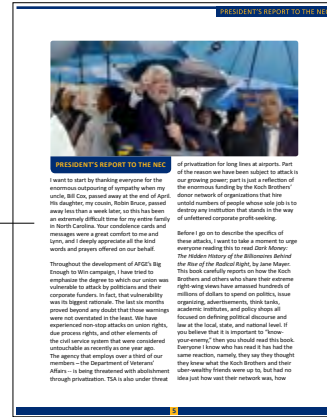 PRESIDENT'S REPORT TO THE NEC
PRESIDENT'S REPORT TO THE NEC
I want to start by thanking everyone for the
enormous outpouring of sympathy when my
uncle, Bill Cox, passed away at the end of April.
His daughter, my cousin, Robin Bruce, passed
away less than a week later, so this has been
an extremely difficult time for my entire family
in North Carolina. Your condolence cards and
messages were a great comfort to me and
Lynn, and I deeply appreciate all the kind
words and prayers offered on our behalf.
Throughout the development of AFGE's Big
Enough to Win campaign, I have tried to
emphasize the degree to which our union was
vulnerable to attack by politicians and their
corporate funders. In fact, that vulnerability
was its biggest rationale. The last six months
proved beyond any doubt that those warnings
were not overstated in the least. We have
experienced non-stop attacks on union rights,
due process rights, and other elements of
the civil service system that were considered
untouchable as recently as one year ago.
The agency that employs over a third of our
members – the Department of Veterans'
Affairs – is being threatened with abolishment
through privatization. TSA is also under threat
of privatization for long lines at airports. Part
of the reason we have been subject to attack is
our growing power; part is just a reflection of
the enormous funding by the Koch Brothers'
donor network of organizations that hire
untold numbers of people whose sole job is to
destroy any institution that stands in the way
of unfettered corporate profit-seeking.
Before I go on to describe the specifics of
these attacks, I want to take a moment to urge
everyone reading this to read Dark Money:
The Hidden History of the Billionaires Behind
the Rise of the Radical Right, by Jane Mayer.
This book carefully reports on how the Koch
Brothers and others who share their extreme
right-wing views have amassed hundreds of
millions of dollars to spend on politics, issue
organizing, advertisements, think tanks,
academic institutes, and policy shops all
focused on defining political discourse and
law at the local, state, and national level. If
you believe that it is important to "know-
your-enemy," then you should read this book.
Everyone I know who has read it has had the
same reaction, namely, they say they thought
they knew what the Koch Brothers and their
uber-wealthy friends were up to, but had no
idea just how vast their network was, how
5